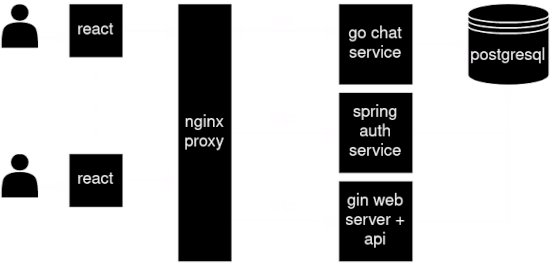 react
nginx
proxy
go chat
service
postgresql
spring
auth
service
react
gin web
server +
api